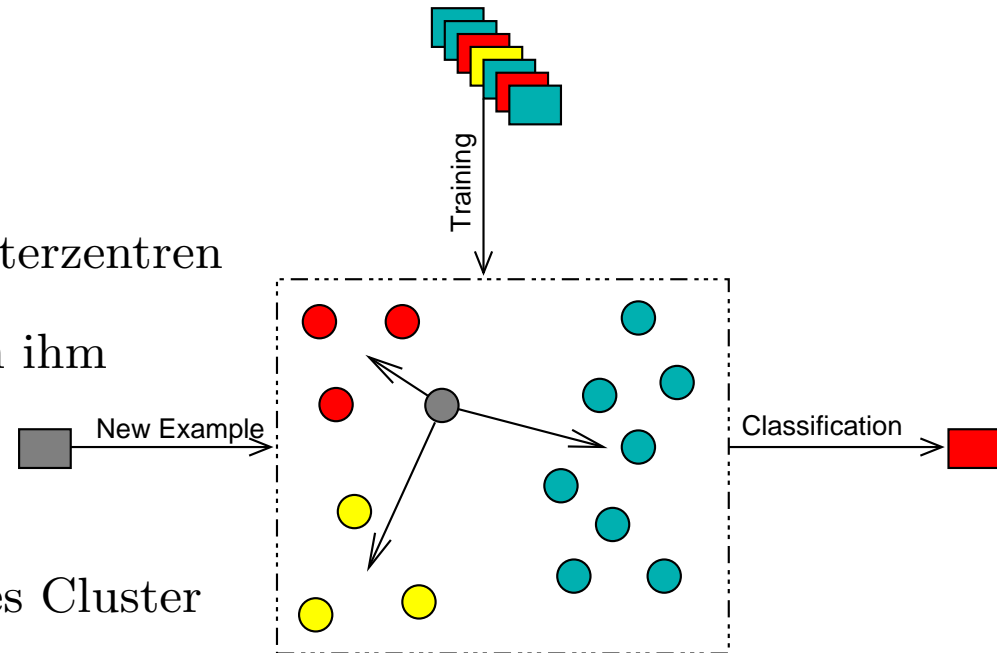 Training
terzentren
ihm
New Example
Classification
es Cluster